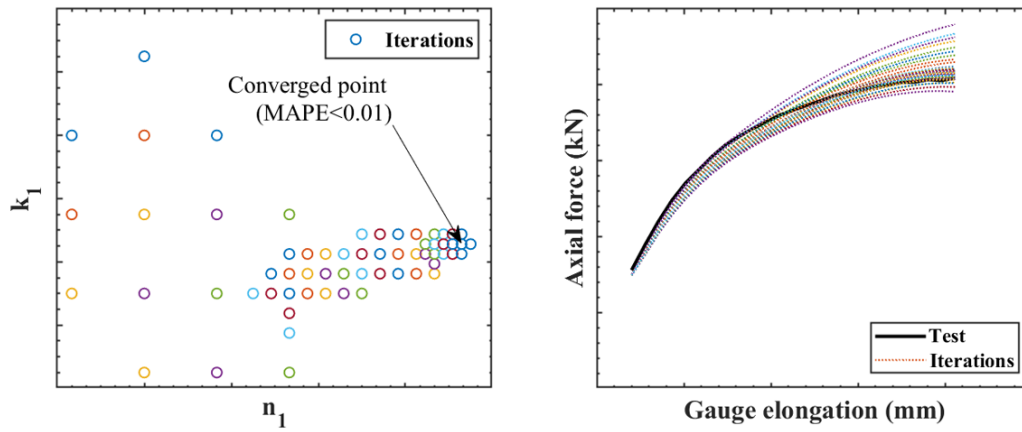 Iterations
Converged point
(MAPE<0.01)
k1
n1
Axial force (kN)
Test
Iterations
Gauge elongation (mm)